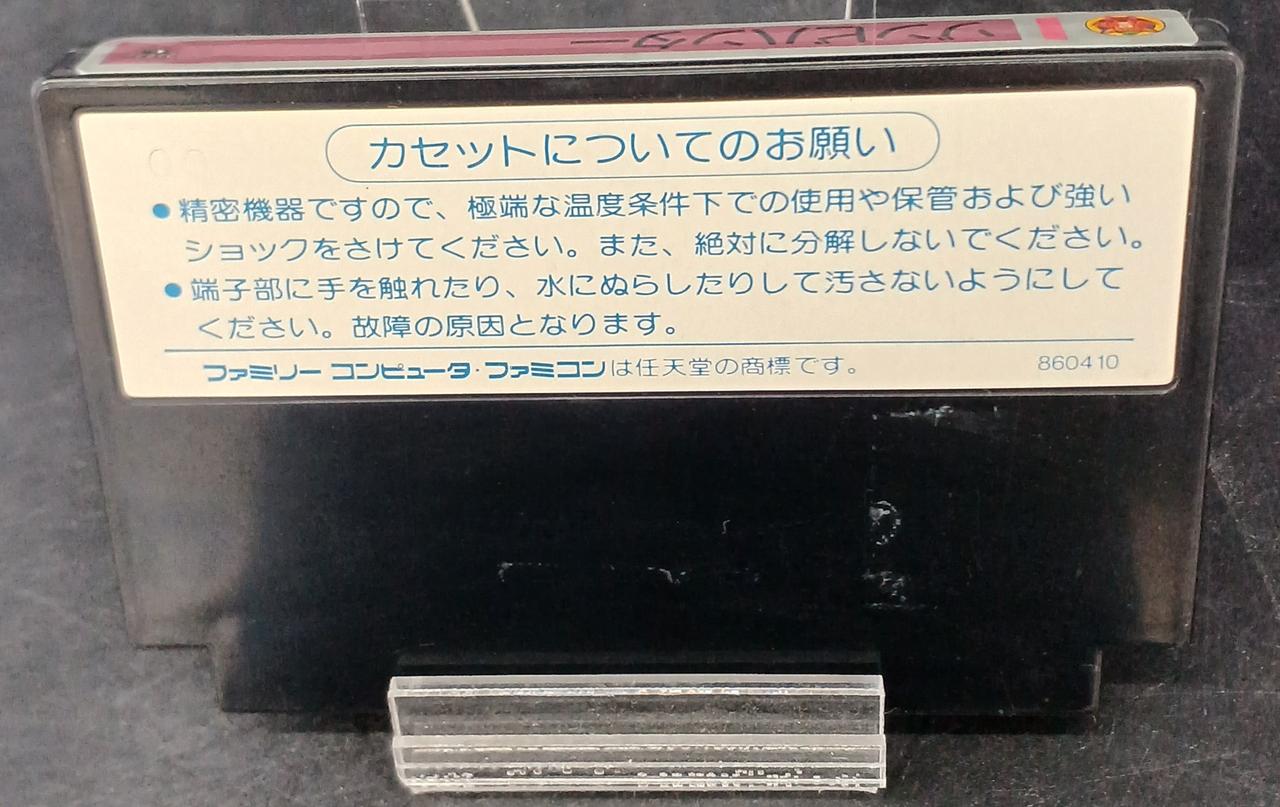 ゾンビハンター
カセットについてのお願い
●精密機器ですので、極端な温度条件下での使用や保管および強い
ショックをさけてください。また、絶対に分解しないでください。
●端子部に手を触れたり、水にぬらしたりして汚さないようにして
ください。故障の原因となります。
ファミリー コンピュータ・ファミコンは任天堂の商標です。 860410